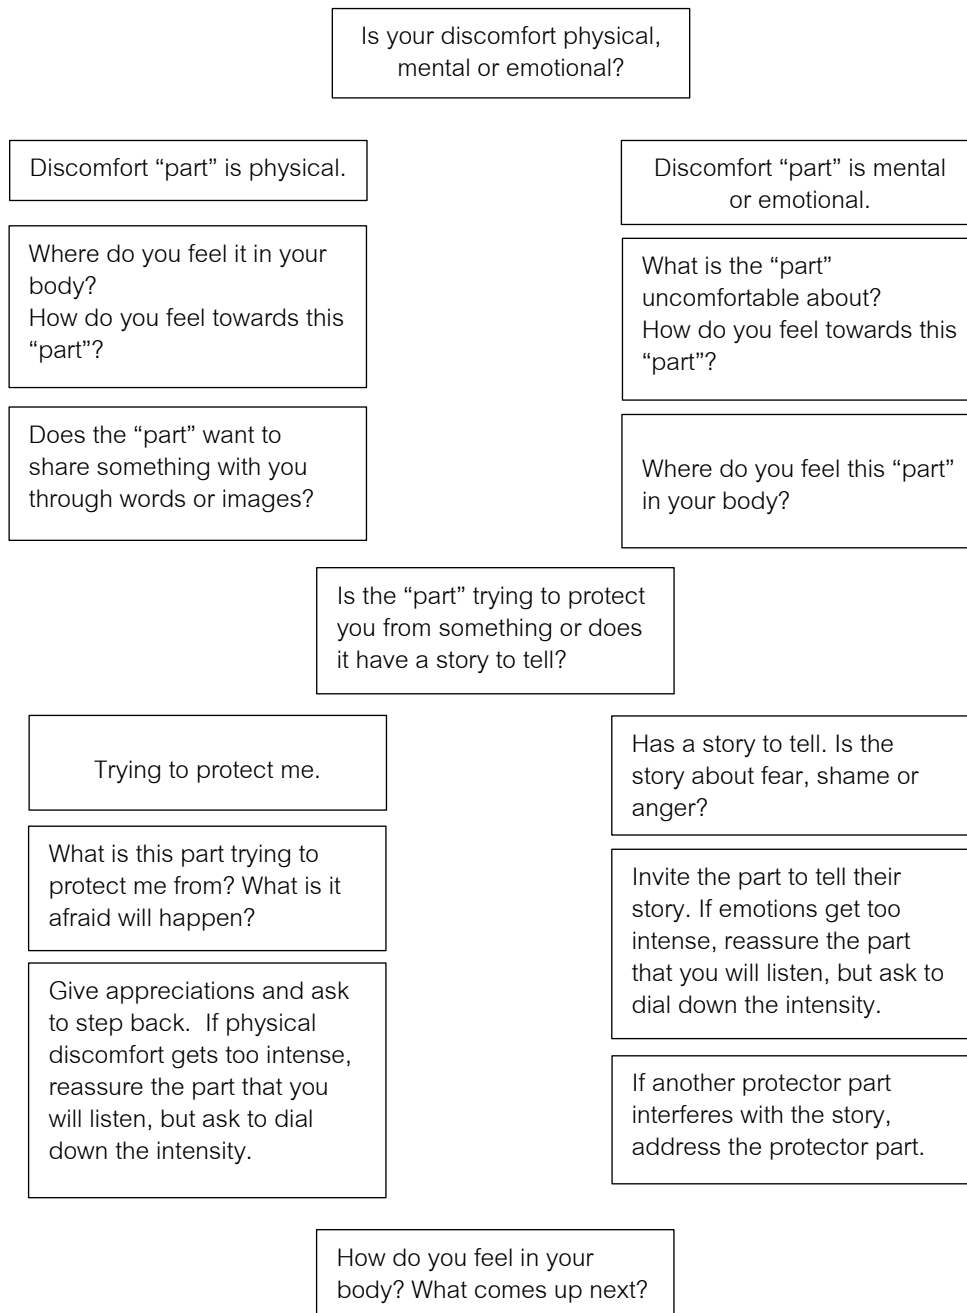 Is your discomfort physical,
mental or emotional?
Discomfort “part” is physical.
Where do you feel it in your
body?
How do you feel towards this
“part”?
Does the “part” want to
share something with you
through words or images?
Discomfort “part” is mental
or emotional.
What is the “part”
uncomfortable about?
How do you feel towards this
“part”?
Where do you feel this “part”
in your body?
Is the “part” trying to protect
you from something or does
it have a story to tell?
Trying to protect me.
What is this part trying to
protect me from? What is it
afraid will happen?
Give appreciations and ask
to step back.  If physical
discomfort gets too intense,
reassure the part that you
will listen, but ask to dial
down the intensity.
Has a story to tell. Is the
story about fear, shame or
anger?
Invite the part to tell their
story. If emotions get too
intense, reassure the part
that you will listen, but ask to
dial down the intensity.
If another protector part
interferes with the story,
address the protector part.
How do you feel in your
body? What comes up next?